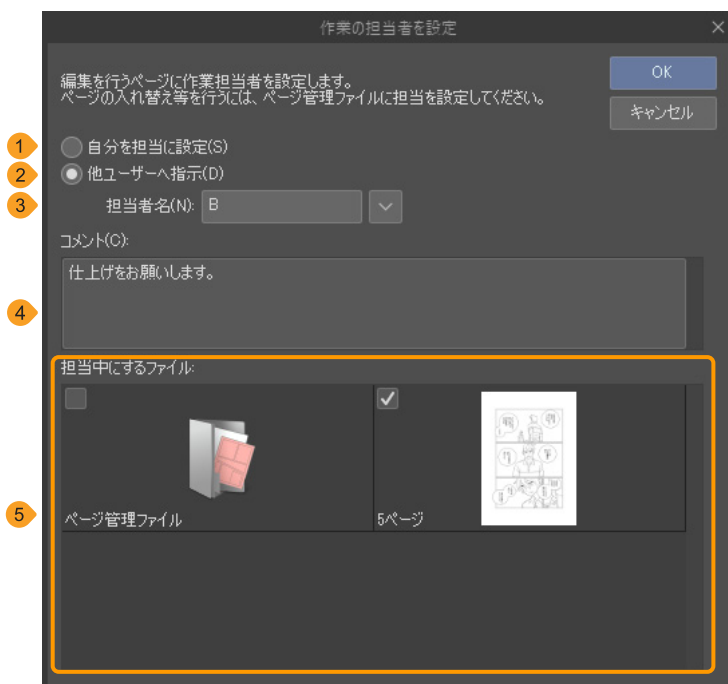 作業の担当者を設定
編集を行うページに作業担当者を設定します。
ページの入れ替え等を行うには、ページ管理ファイルに担当を設定してください。
OK
キャンセル
1 自分を担当に設定(S)
2 他ユーザーへ指示(D)
3 担当者名(N): B
コメント(C):
4 仕上げをお願いします。
担当中にするファイル:
5 ページ管理ファイル
5ページ